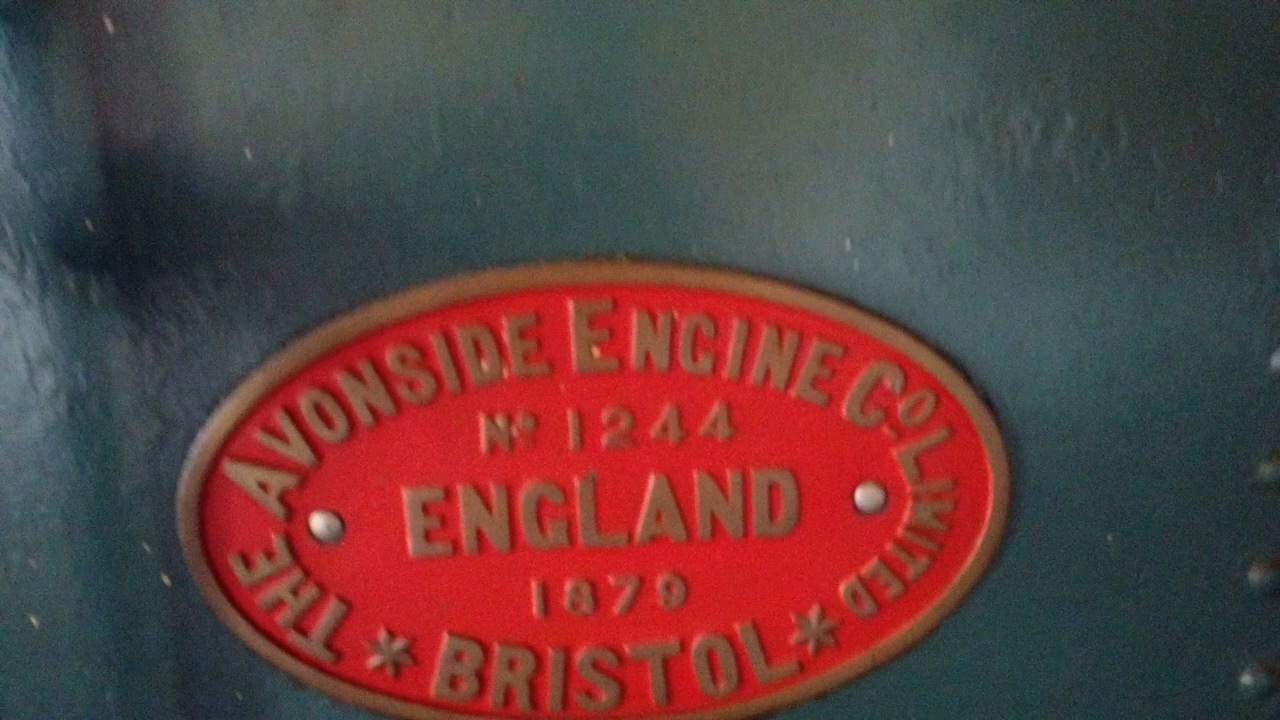 THE AVONSIDE ENGINE Co LIMITED
No 1244
ENGLAND
1879
* BRISTOL *